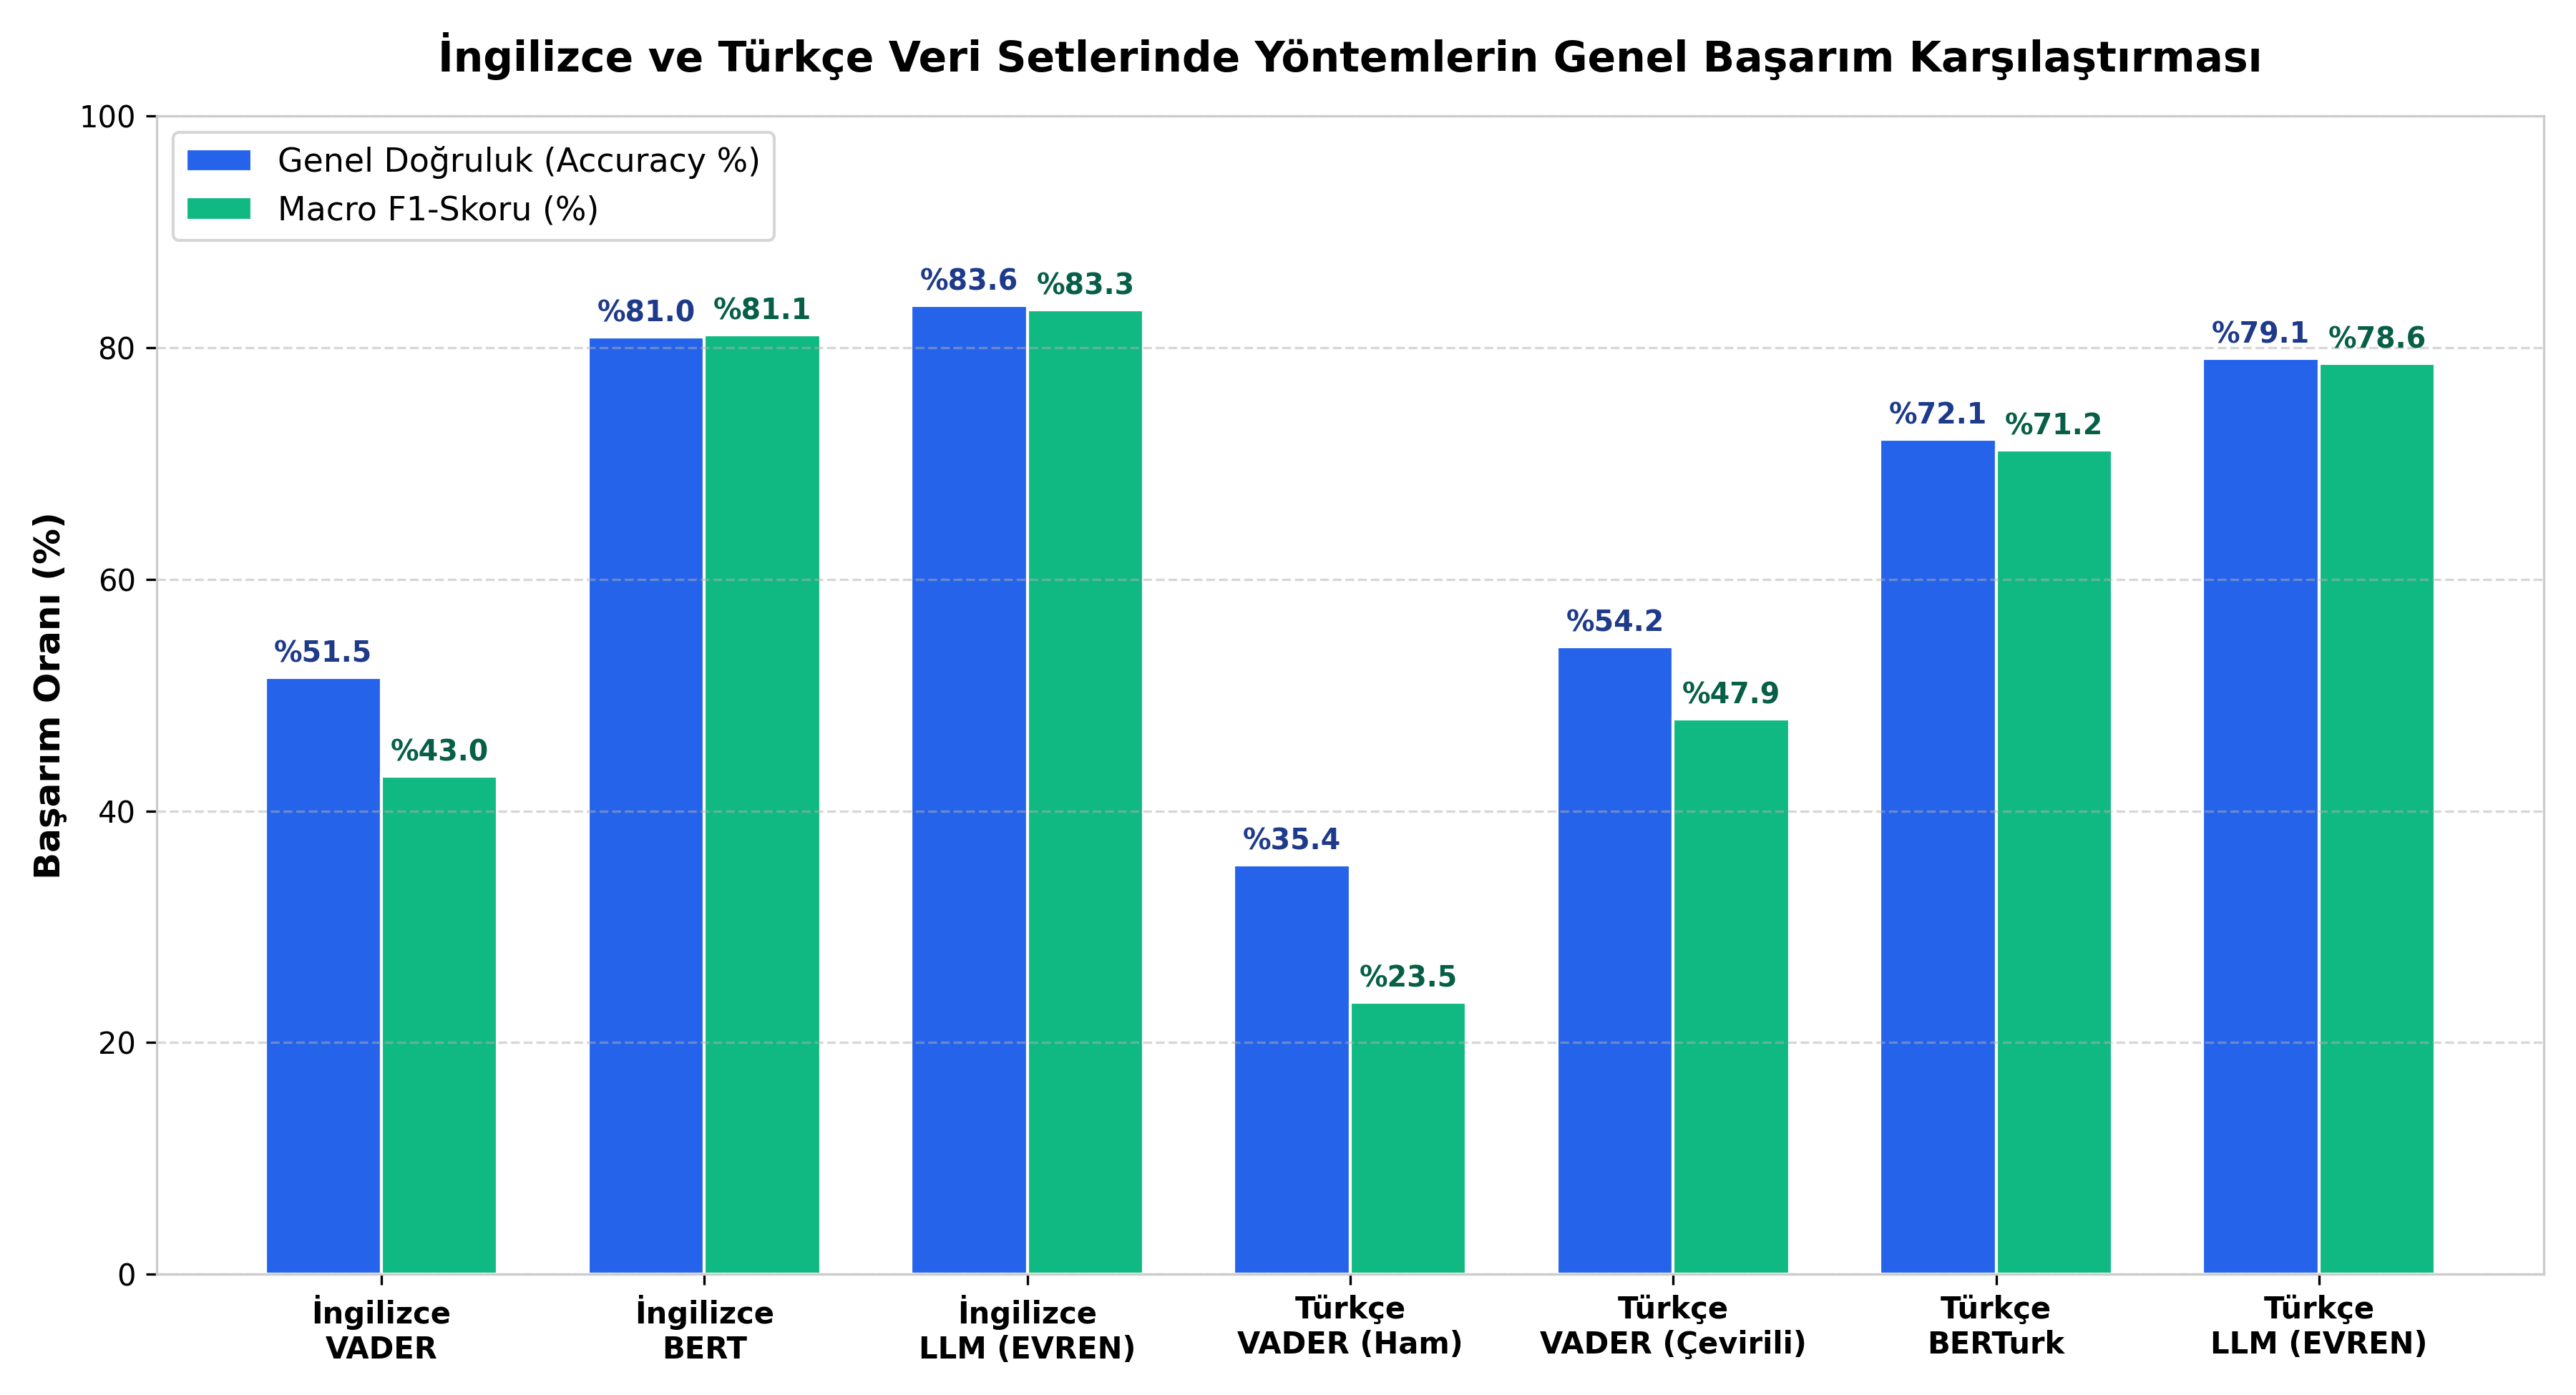 İngilizce ve Türkçe Veri Setlerinde Yöntemlerin Genel Başarım Karşılaştırması
Genel Doğruluk (Accuracy %)
Macro F1-Skoru (%)
Başarım Oranı (%)
100
80
60
40
20
0
%51.5
%43.0
%81.0
%81.1
%83.6
%83.3
%35.4
%23.5
%54.2
%47.9
%72.1
%71.2
%79.1
%78.6
İngilizce
VADER
İngilizce
BERT
İngilizce
LLM (EVREN)
Türkçe
VADER (Ham)
Türkçe
VADER (Çevirili)
Türkçe
BERTurk
Türkçe
LLM (EVREN)